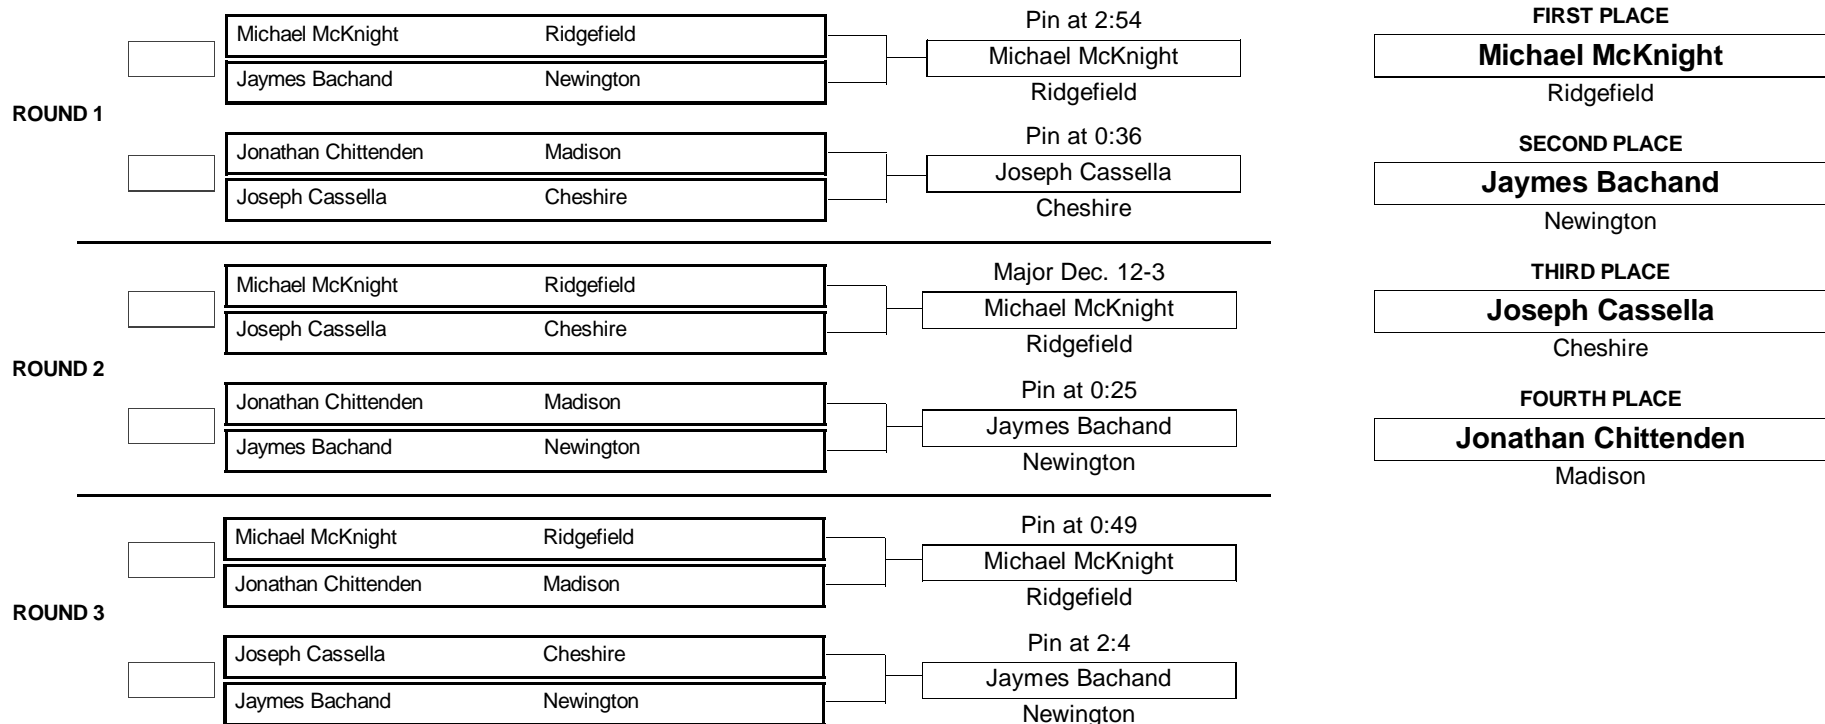 Pin at 2:54
Michael McKnight Ridgefield
Michael McKnight
Jaymes Bachand Newington
Ridgefield
ROUND 1
Pin at 0:36
Jonathan Chittenden Madison
Joseph Cassella
Joseph Cassella Cheshire
Cheshire
Major Dec. 12-3
Michael McKnight Ridgefield
Michael McKnight
Joseph Cassella Cheshire
Ridgefield
ROUND 2
Pin at 0:25
Jonathan Chittenden Madison
Jaymes Bachand
Jaymes Bachand Newington
Newington
Pin at 0:49
Michael McKnight Ridgefield
Michael McKnight
Jonathan Chittenden Madison
Ridgefield
ROUND 3
Pin at 2:4
Joseph Cassella Cheshire
Jaymes Bachand
Jaymes Bachand Newington
Newington
FIRST PLACE
Michael McKnight
Ridgefield
SECOND PLACE
Jaymes Bachand
Newington
THIRD PLACE
Joseph Cassella
Cheshire
FOURTH PLACE
Jonathan Chittenden
Madison